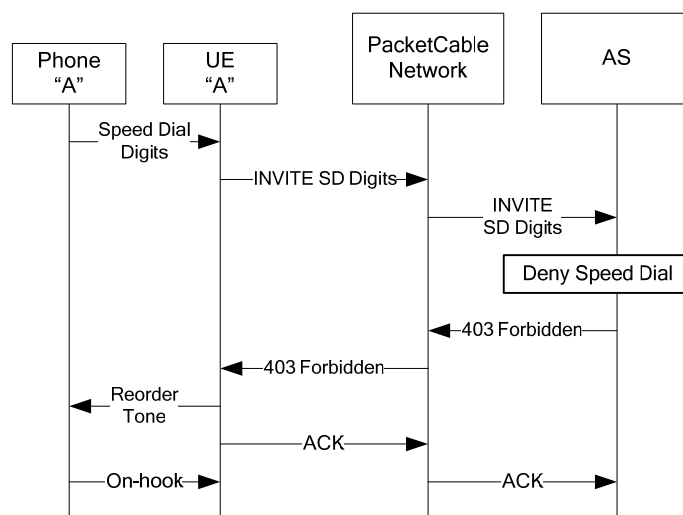 Phone
“A”
UE
“A”
PacketCable
Network
AS
Speed Dial
Digits
INVITE SD Digits
INVITE
SD Digits
Deny Speed Dial
403 Forbidden
403 Forbidden
Reorder
Tone
ACK
On-hook
ACK